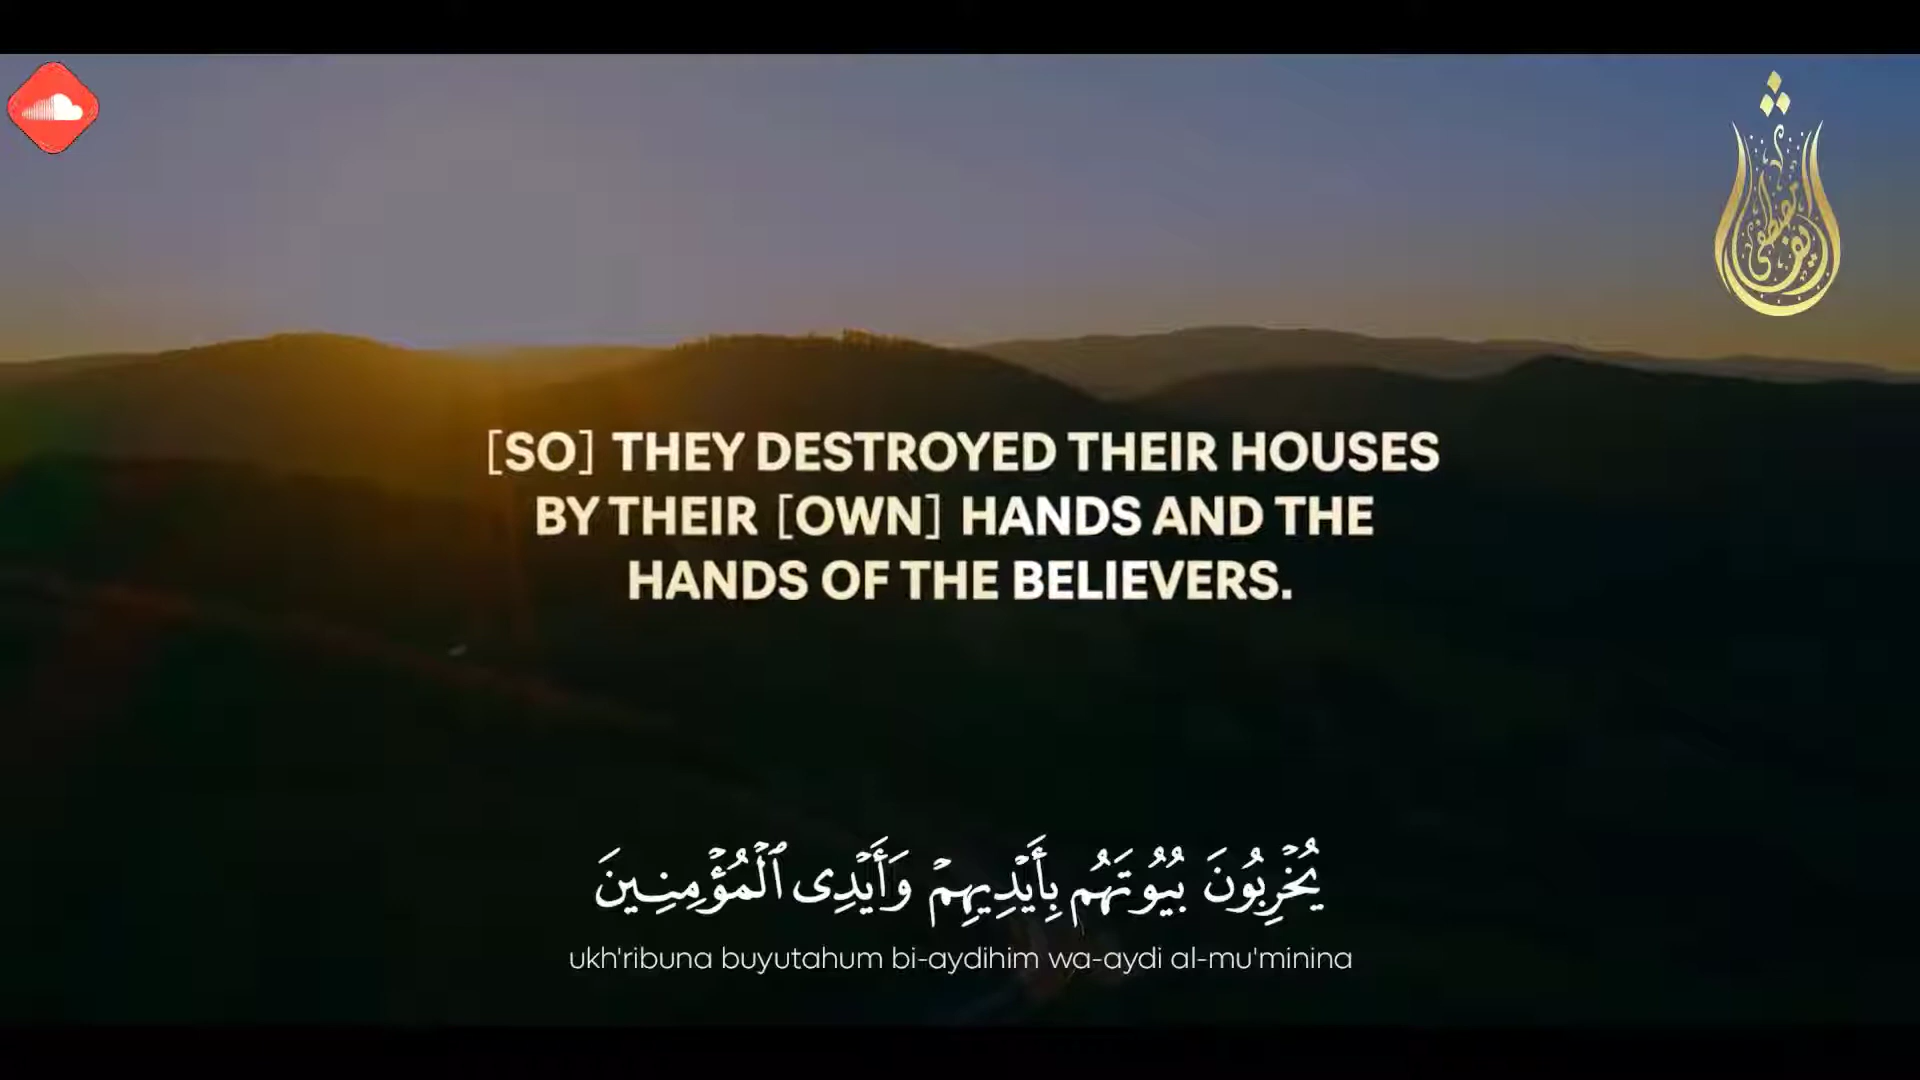 [SO] THEY DESTROYED THEIR HOUSES
BY THEIR [OWN] HANDS AND THE
HANDS OF THE BELIEVERS.
يُخْرِبُونَ بُيُوتَهُم بِأَيْدِيهِمْ وَأَيْدِى ٱلْمُؤْمِنِينَ
ukh'ribuna buyutahum bi-aydihim wa-aydi al-mu'minina